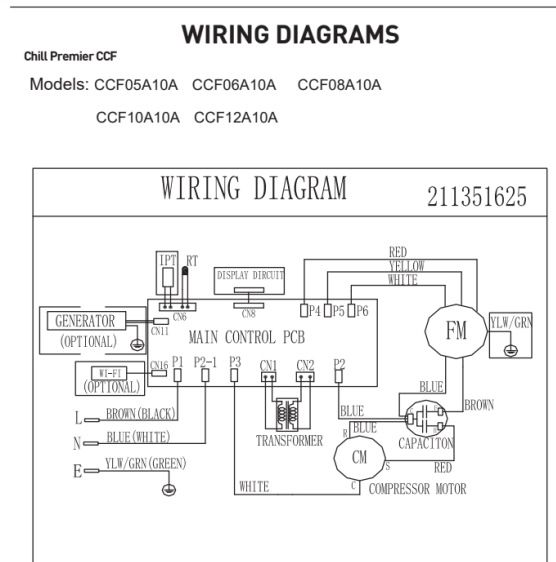 WIRING DIAGRAMS
Chill Premier CCF
Models: CCF05A10A CCF06A10A CCF08A10A
CCF10A10A CCF12A10A
WIRING DIAGRAM
211351625
IPT
RT
CN6
DISPLAY DIRCUIT
CN8
RED
YELLOW
WHITE
P4
P5
P6
GENERATOR
(OPTIONAL)
CN11
MAIN CONTROL PCB
FM
YLW/GRN
WI-FI
(OPTIONAL)
CN16
P1
P2-1
P3
CN1
CN2
P2
L
BROWN(BLACK)
N
BLUE(WHITE)
E
YLW/GRN(GREEN)
TRANSFORMER
BLUE
BLUE
BLUE
BROWN
CAPACITON
R
CM
S
RED
C
WHITE
COMPRESSOR MOTOR